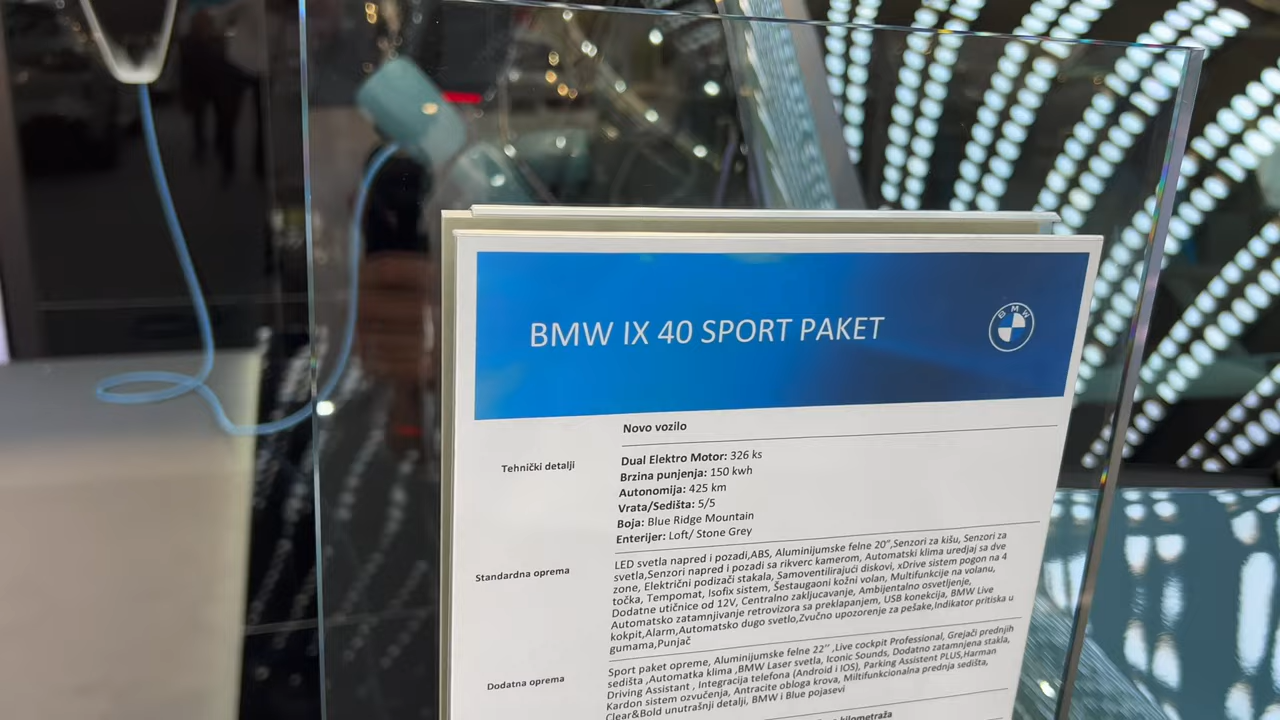 BMW IX 40 SPORT PAKET
BMW
Novo vozilo
Tehnički detalji
Dual Elektro Motor: 326 ks
Brzina punjenja: 150 kwh
Autonomija: 425 km
Vrata/Sedišta: 5/5
Boja: Blue Ridge Mountain
Enterijer: Loft/ Stone Grey
Standardna oprema
LED svetla napred i pozadi,ABS, Aluminijumske felne 20”,Senzori za kišu, Senzori za
svetla,Senzori napred i pozadi sa rikverc kamerom, Automatski klima uredjaj sa dve
zone, Električni podizači stakala, Samoventilirajući diskovi, xDrive sistem pogon na 4
točka, Tempomat, Isofix sistem, Šestaugaoni kožni volan, Multifunkcije na volanu,
Dodatne utičnice od 12V, Centralno zaključavanje, Ambijentalno osvetljenje,
Automatsko zatamnjivanje retrovizora sa preklapanjem, USB konekcija, BMW Live
kokpit,Alarm,Automatsko dugo svetlo,Zvučno upozorenje za pešake,Indikator pritiska u
gumama,Punjač
Dodatna oprema
Sport paket opreme, Aluminijumske felne 22’’ ,Live cockpit Professional, Grejači prednjih
sedišta ,Automatka klima ,BMW Laser svetla, Iconic Sounds, Dodatno zatamnjena stakla,
Driving Assistant , Integracija telefona (Android i IOS), Parking Assistent PLUS,Harman
Kardon sistem ozvučenja, Antracite obloga krova, Miltifunkcionalna prednja sedišta,
Clear&Bold unutrašnji detalji, BMW i Blue pojasevi
kilometraža